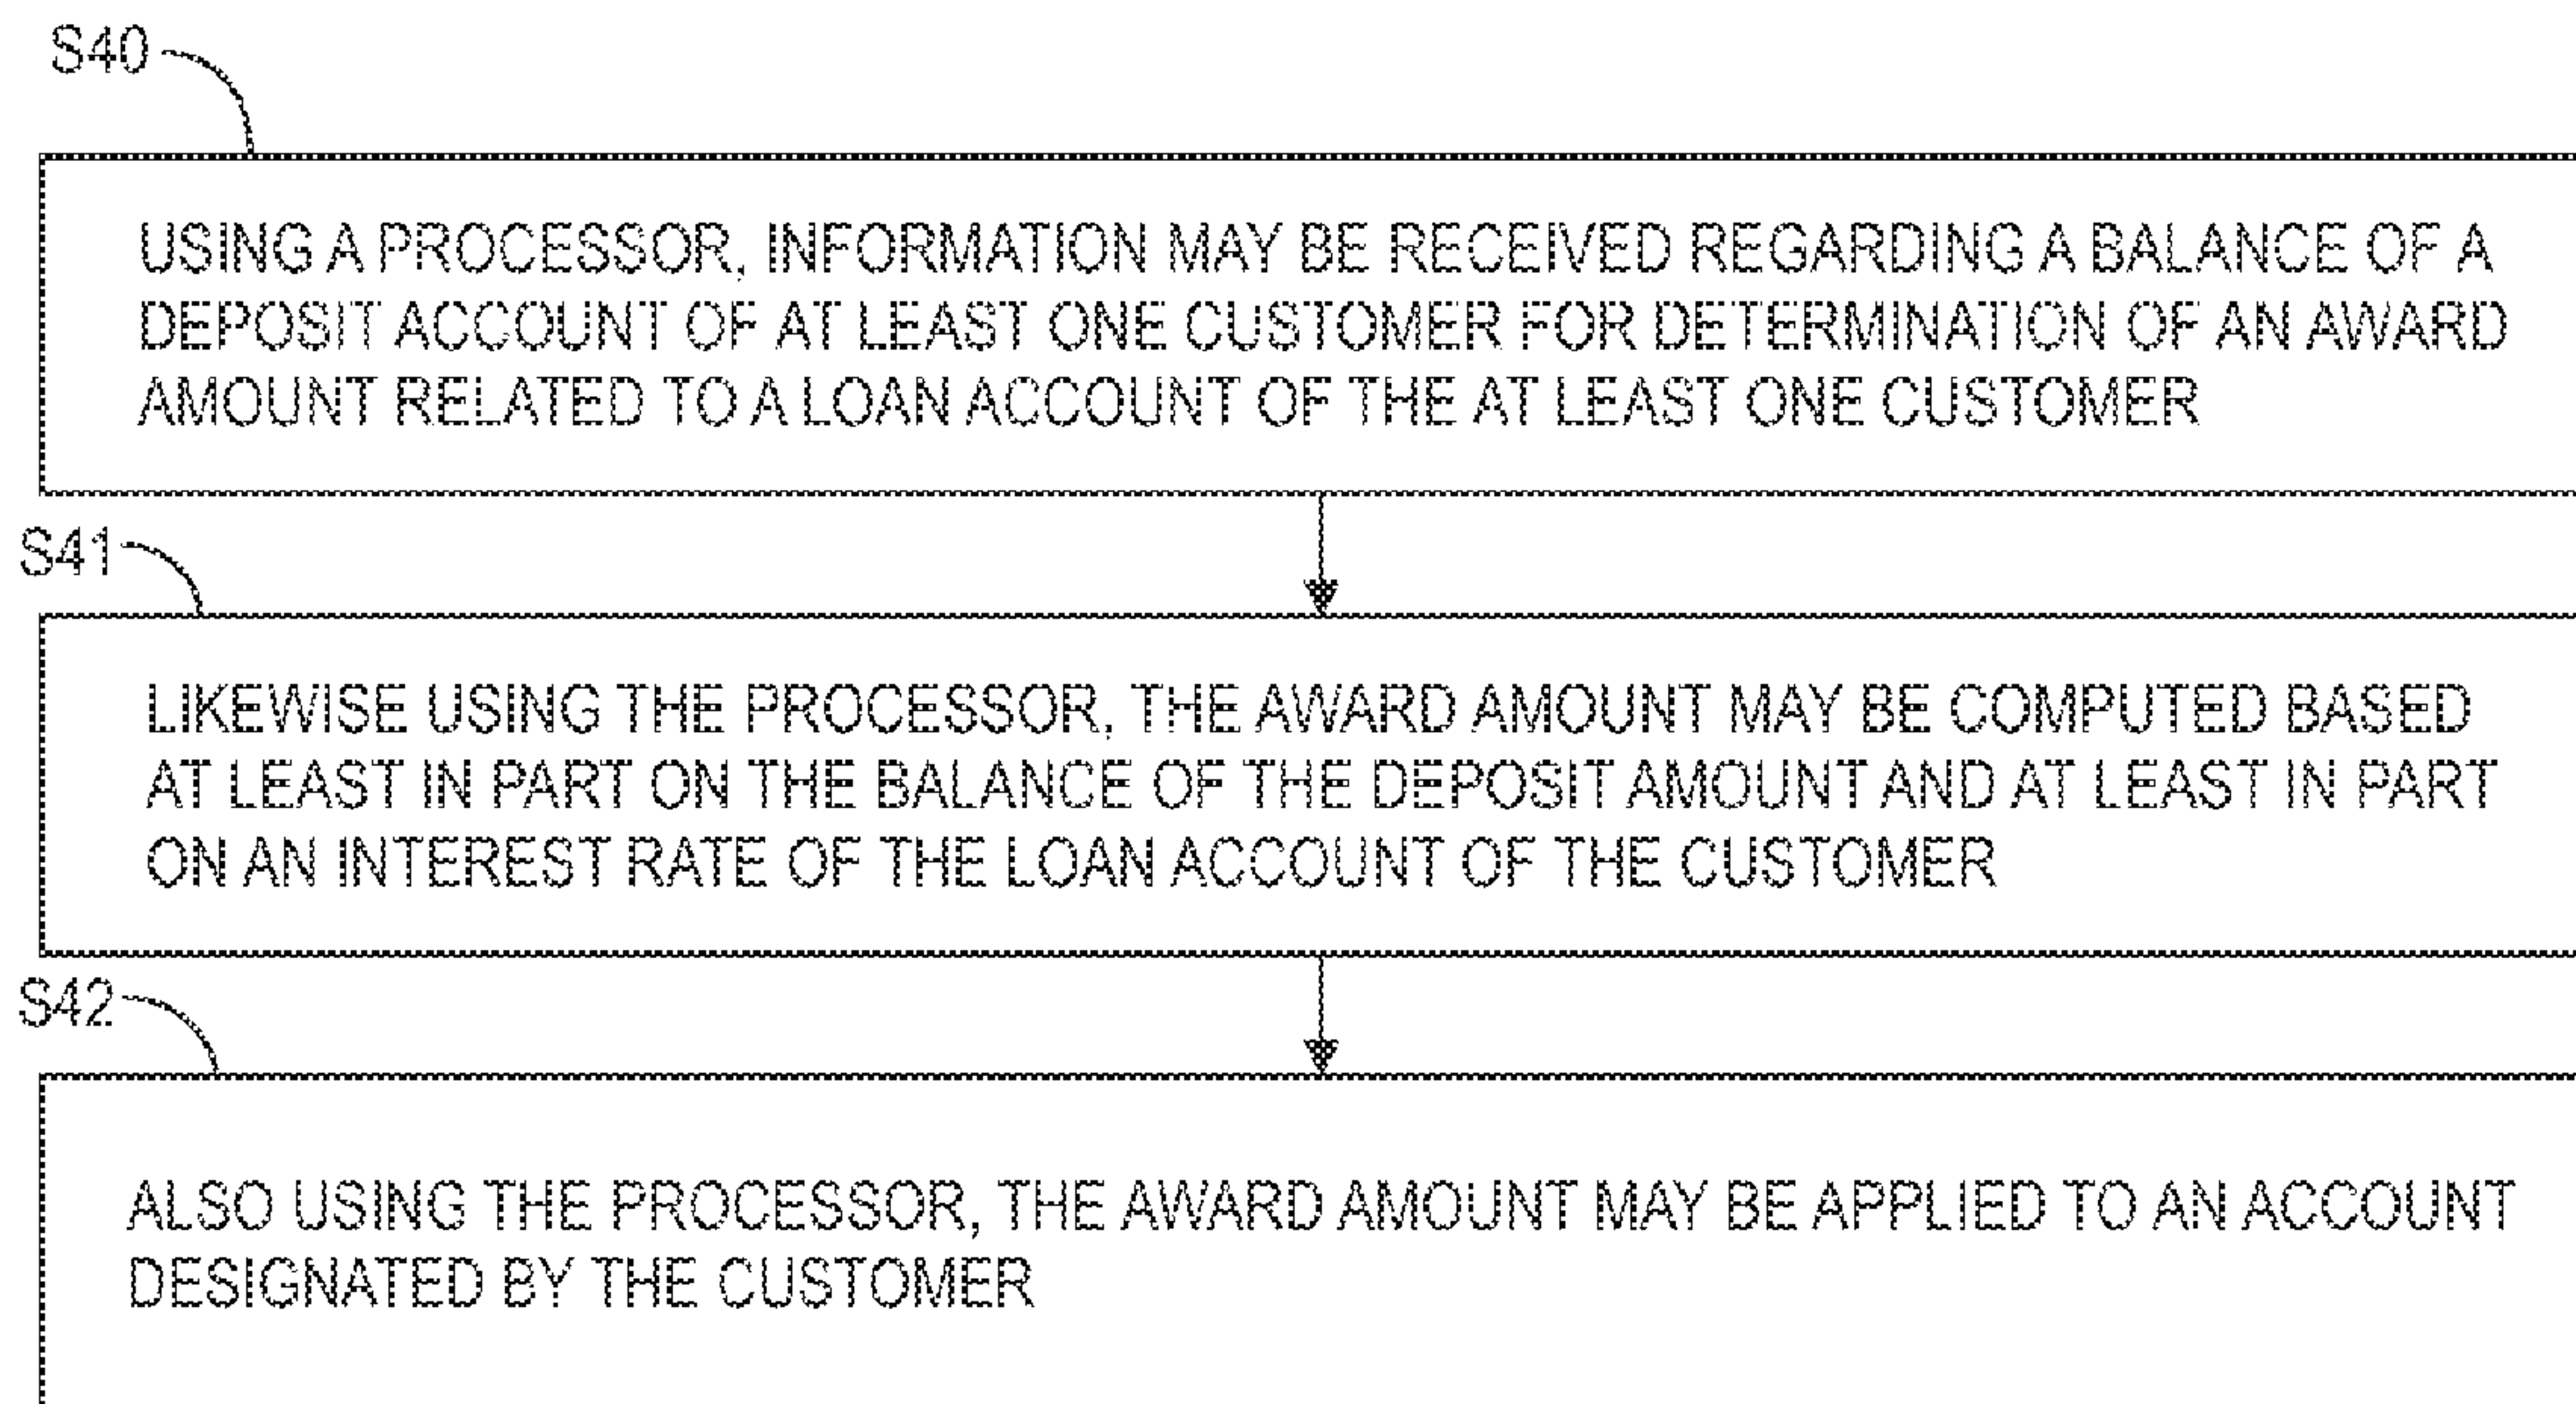 S40
USING A PROCESSOR, INFORMATION MAY BE RECEIVED REGARDING A BALANCE OF A
DEPOSIT ACCOUNT OF AT LEAST ONE CUSTOMER FOR DETERMINATION OF AN AWARD
AMOUNT RELATED TO A LOAN ACCOUNT OF THE AT LEAST ONE CUSTOMER
S41
LIKEWISE USING THE PROCESSOR, THE AWARD AMOUNT MAY BE COMPUTED BASED
AT LEAST IN PART ON THE BALANCE OF THE DEPOSIT AMOUNT AND AT LEAST IN PART
ON AN INTEREST RATE OF THE LOAN ACCOUNT OF THE CUSTOMER
S42
ALSO USING THE PROCESSOR, THE AWARD AMOUNT MAY BE APPLIED TO AN ACCOUNT
DESIGNATED BY THE CUSTOMER